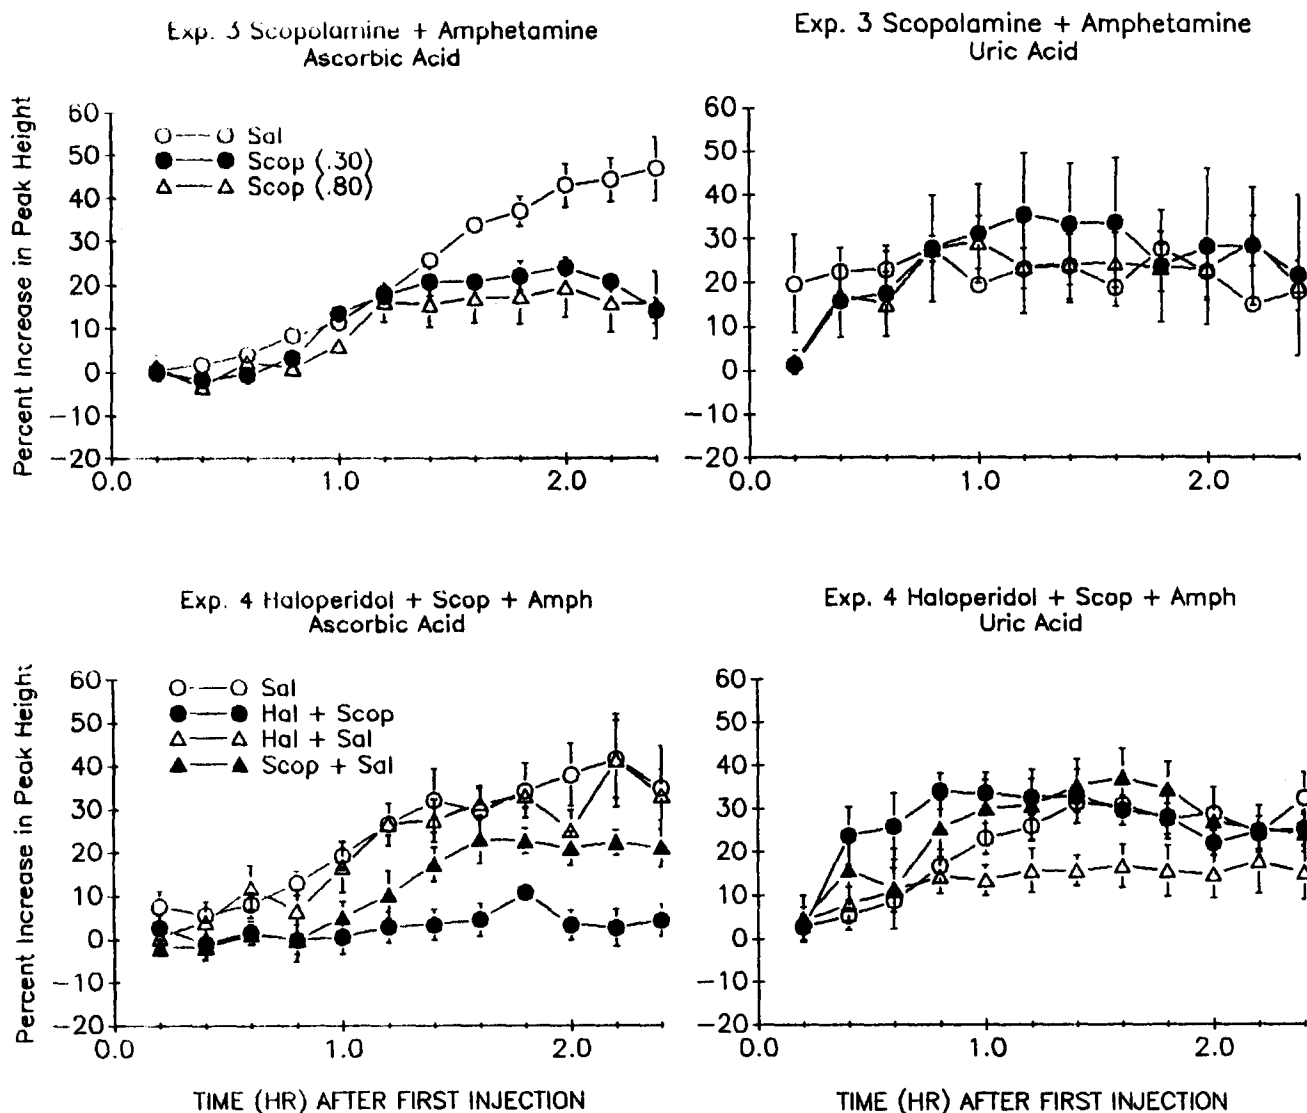 Exp. 3 Scopolamine + Amphetamine
Ascorbic Acid
Percent Increase in Peak Height
60
50
40
30
20
10
0
−10
−20
0.0
1.0
2.0
Sal
Scop (.30)
Scop (.80)
Exp. 3 Scopolamine + Amphetamine
Uric Acid
60
50
40
30
20
10
0
−10
−20
0.0
1.0
2.0
Exp. 4 Haloperidol + Scop + Amph
Ascorbic Acid
Percent Increase in Peak Height
60
50
40
30
20
10
0
−10
−20
0.0
1.0
2.0
Sal
Hal + Scop
Hal + Sal
Scop + Sal
TIME (HR) AFTER FIRST INJECTION
Exp. 4 Haloperidol + Scop + Amph
Uric Acid
60
50
40
30
20
10
0
−10
−20
0.0
1.0
2.0
TIME (HR) AFTER FIRST INJECTION